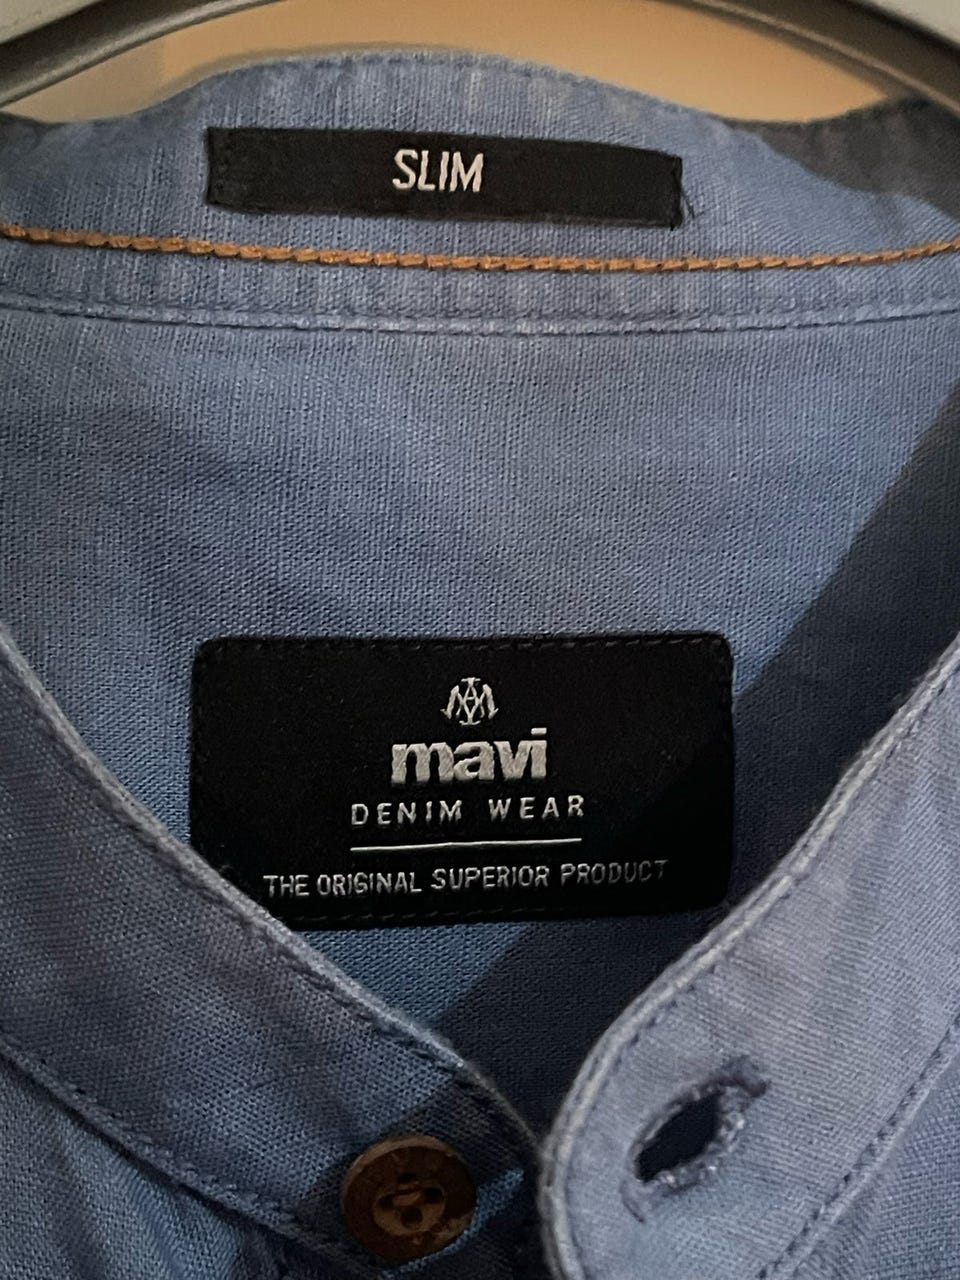 SLIM
mavi
DENIM WEAR
THE ORIGINAL SUPERIOR PRODUCT